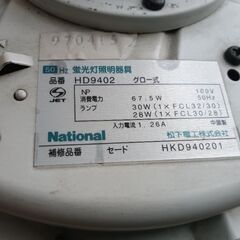 50Hz 蛍光灯照明器具
品番 HD9402 グロー式
JET
NP 100V
消費電力 67.5W 50Hz
ランプ 30W(1×FCL32/30)
28W(1×FCL30/28)
入力電流 1.26A
National 松下電工株式会社
補修品番 セード HKD940201